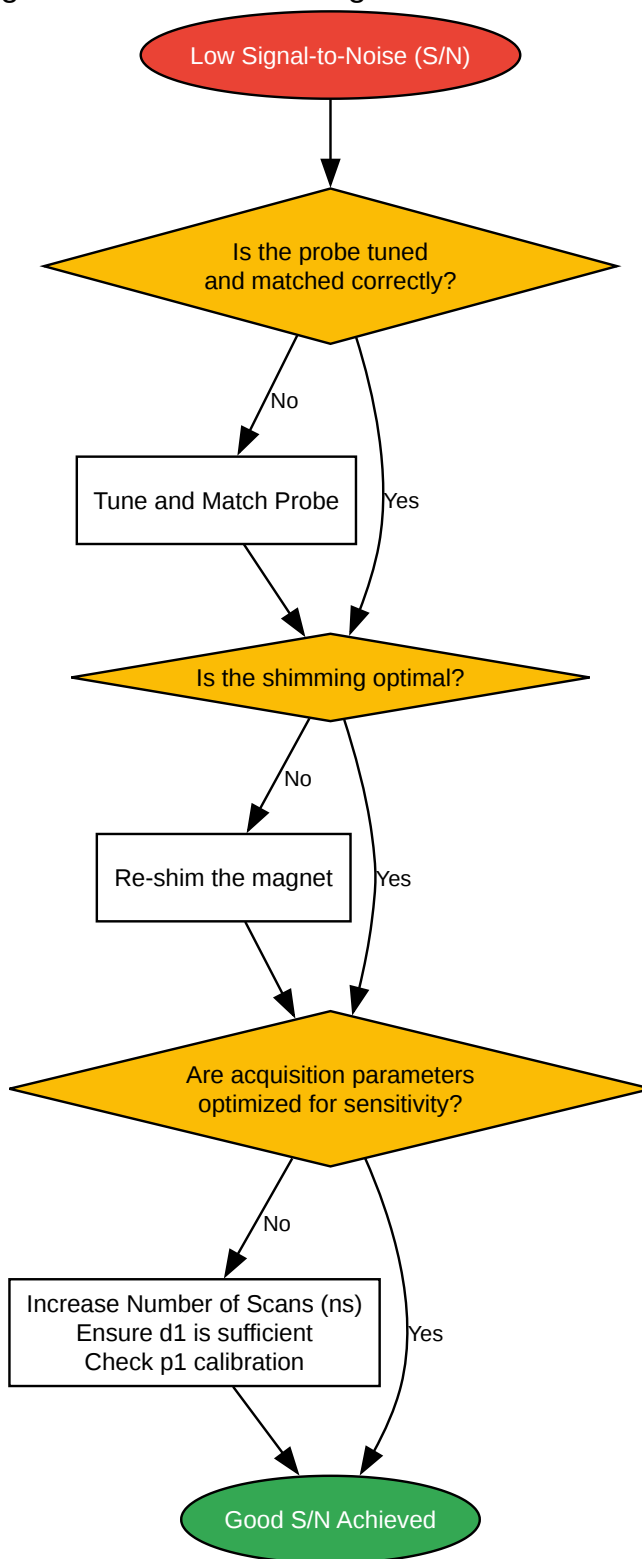 Low Signal-to-Noise (S/N)
Is the probe tuned
and matched correctly?
No
Tune and Match Probe
Yes
Is the shimming optimal?
No
Re-shim the magnet
Yes
Are acquisition parameters
optimized for sensitivity?
No
Increase Number of Scans (ns)
Ensure d1 is sufficient
Check p1 calibration
Yes
Good S/N Achieved